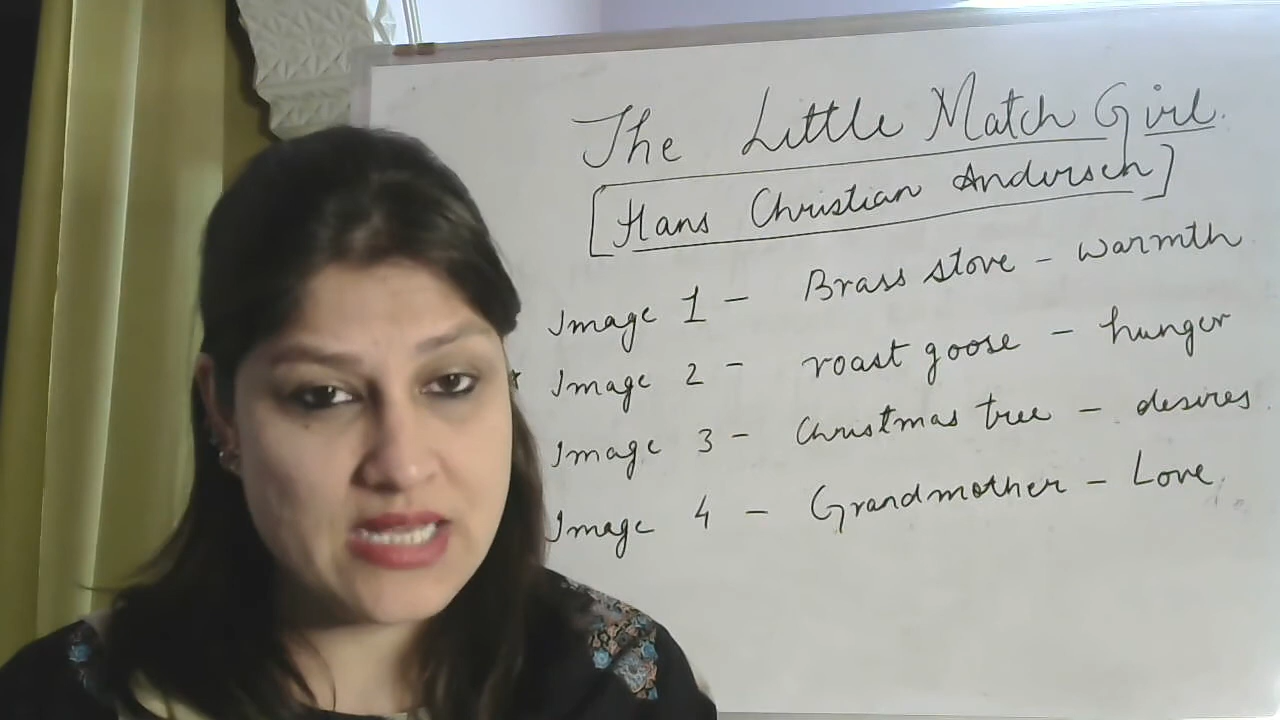 The Little Match Girl.
[Hans Christian Andersen]
Image 1 - Brass stove - warmth
Image 2 - roast goose - hunger
Image 3 - Christmas tree - desires.
Image 4 - Grandmother - Love.